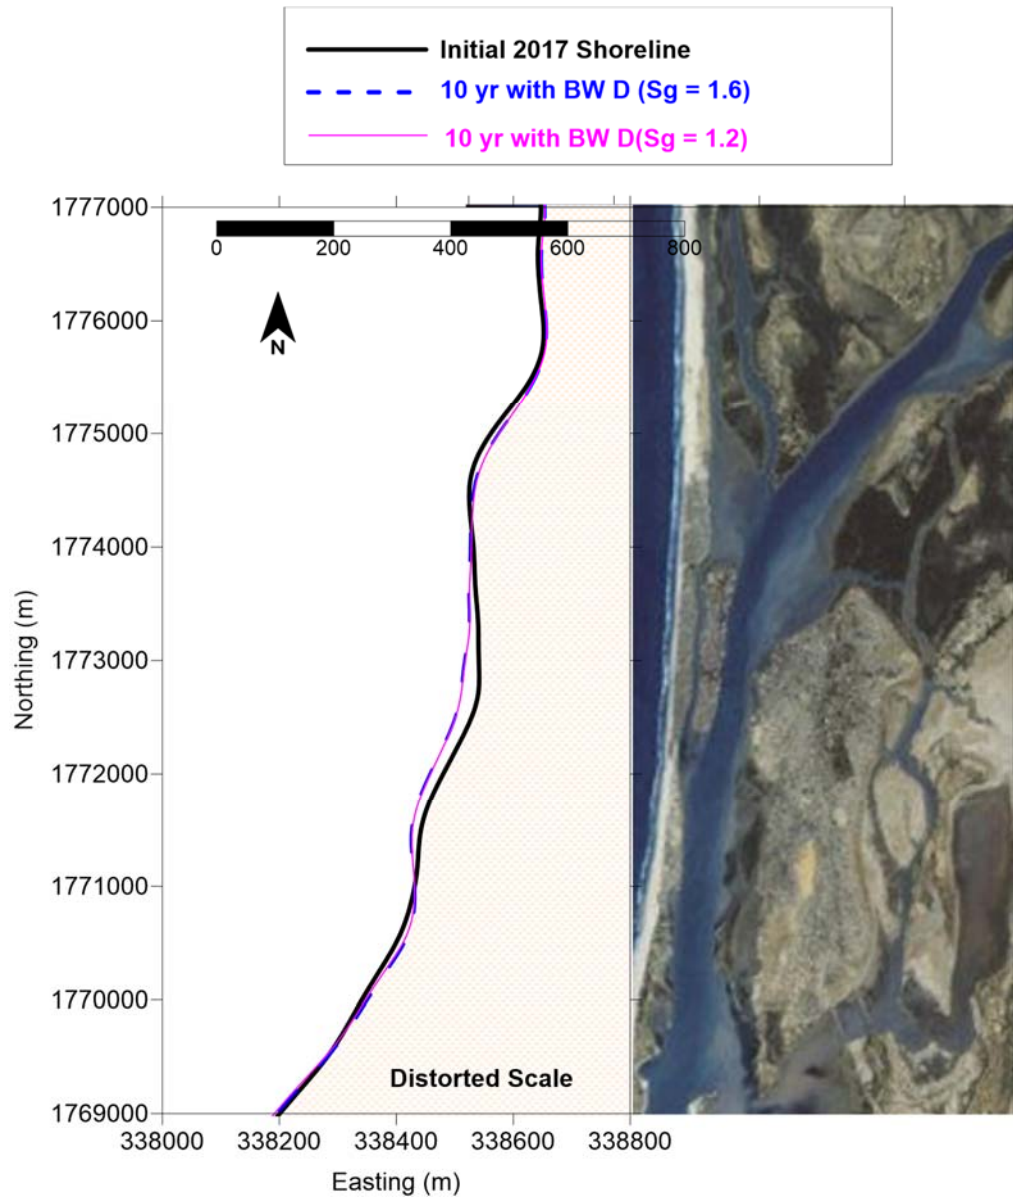 Initial 2017 Shoreline
10 yr with BW D (Sg = 1.6)
10 yr with BW D(Sg = 1.2)
1777000
0 200 400 600 800
1776000
N
1775000
1774000
Northing (m)
1773000
1772000
1771000
1770000
Distorted Scale
1769000
338000 338200 338400 338600 338800
Easting (m)